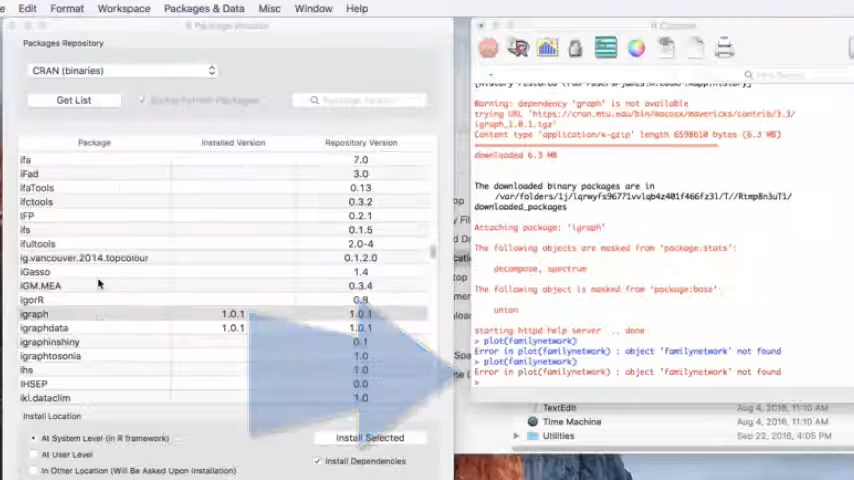 Edit Format Workspace Packages & Data Misc Window Help
R Package Installer
R Console
Packages Repository
CRAN (binaries)
Get List
Binary Format Packages
Package Search
Package Installed Version Repository Version
ifa 7.0
iFad 3.0
ifaTools 0.13
ifctools 0.3.2
IFP 0.2.1
ifs 0.1.5
ifultools 2.0-4
ig.vancouver.2014.topcolour 0.1.2.0
iGasso 1.4
iGM.MEA 0.3.4
igorR 0.9
igraph 1.0.1 1.0.1
igraphdata 1.0.1 1.0.1
igraphinshiny 0.1
igraphtosonia 1.0
ihs 1.0
IHSEP 0.0
iki.dataclim 1.0
Install Location
At System Level (in R framework)
At User Level
In Other Location (Will Be Asked Upon Installation)
Install Selected
Install Dependencies
Warning: dependency 'graph' is not available
trying URL 'https://cran.mtu.edu/bin/macosx/mavericks/contrib/3.3/
igraph_1.0.1.tgz'
Content type 'application/x-gzip' length 6598610 bytes (6.3 MB)
downloaded 6.3 MB
The downloaded binary packages are in
downloaded_packages
Attaching package: 'igraph'
The following objects are masked from 'package:stats':
decompose, spectrum
The following object is masked from 'package:base':
union
starting httpd help server .. done
> plot(familynetwork)
Error in plot(familynetwork) : object 'familynetwork' not found
> plot(familynetwork)
Error in plot(familynetwork) : object 'familynetwork' not found
>
TextEdit Aug 4, 2016, 11:10 AM
Time Machine Aug 4, 2016, 11:10 AM
Utilities Sep 22, 2016, 4:05 PM